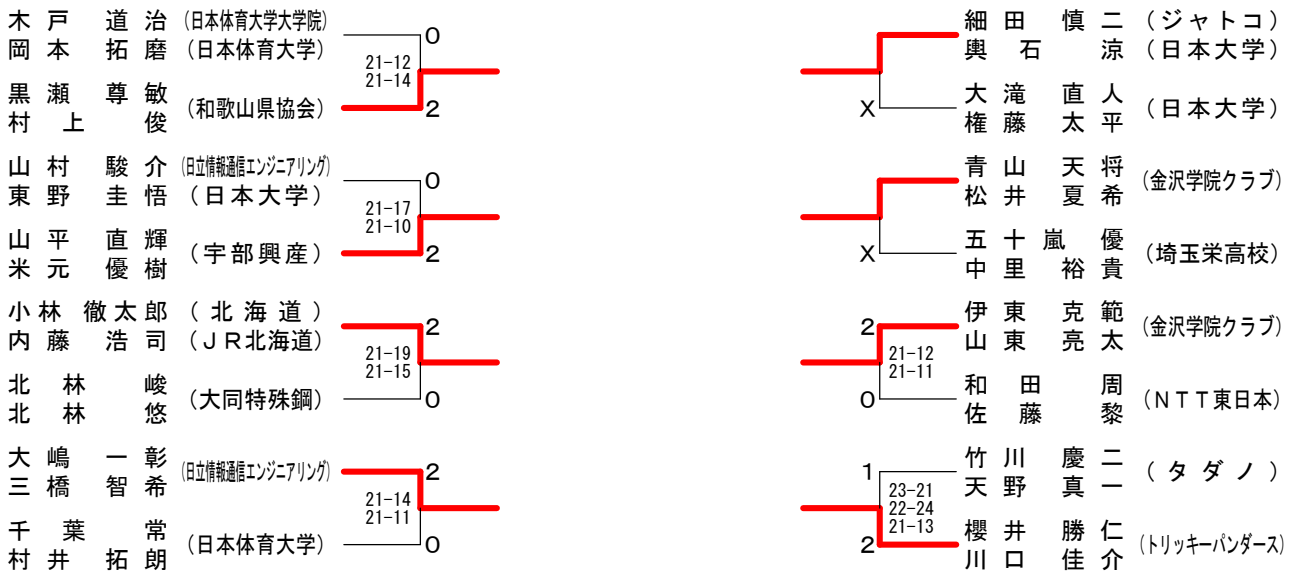 木戸 道治 (日本体育大学大学院) 0
岡本 拓磨 (日本体育大学)
21-12
21-14
黒瀬 尊敏
村上 俊 (和歌山県協会) 2
山村 駿介 (日立情報通信エンジニアリング) 0
東野 圭悟 (日本大学)
21-17
21-10
山平 直輝
米元 優樹 (宇部興産) 2
小林 徹太郎 (北海道) 2
内藤 浩司 (JR北海道)
21-19
21-15
北林 峻
北林 悠 (大同特殊鋼) 0
大嶋 一彰
三橋 智希 (日立情報通信エンジニアリング) 2
21-14
21-11
千葉 常
村井 拓朗 (日本体育大学) 0
細田 慎二 (ジャトコ)
輿石 涼 (日本大学)
X 大滝 直人
権藤 太平 (日本大学)
青山 天将
松井 夏希 (金沢学院クラブ)
X 五十嵐 優
中里 裕貴 (埼玉栄高校)
2 伊東 克範
山東 亮太 (金沢学院クラブ)
21-12
21-11
0 和田 周
佐藤 黎 (NTT東日本)
1 竹川 慶二
天野 真一 (タダノ)
23-21
22-24
21-13
2 櫻井 勝仁
川口 佳介 (トリッキーパンダース)